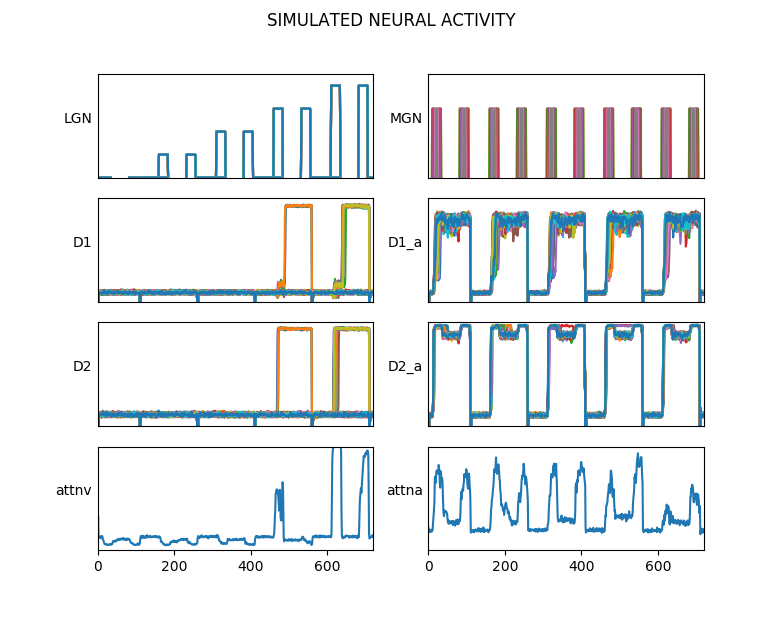 SIMULATED NEURAL ACTIVITY
LGN
MGN
D1
D1_a
D2
D2_a
attnv
attna
0 200 400 600
0 200 400 600